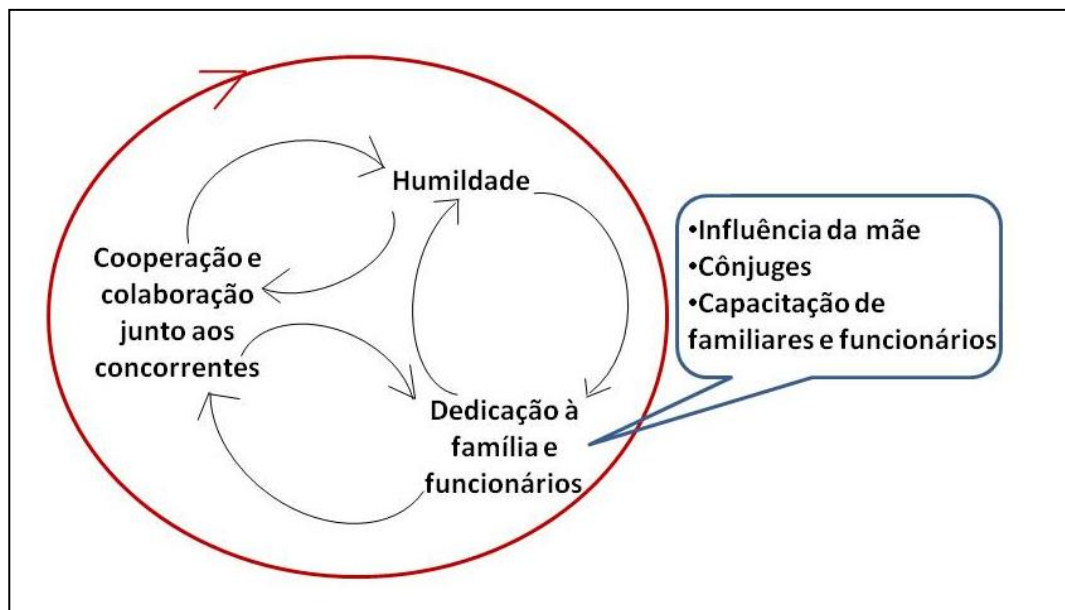 Humildade
Cooperação e
colaboração
junto aos
concorrentes
Dedicação à
família e
funcionários
•Influência da mãe
•Cônjuges
•Capacitação de
familiares e funcionários